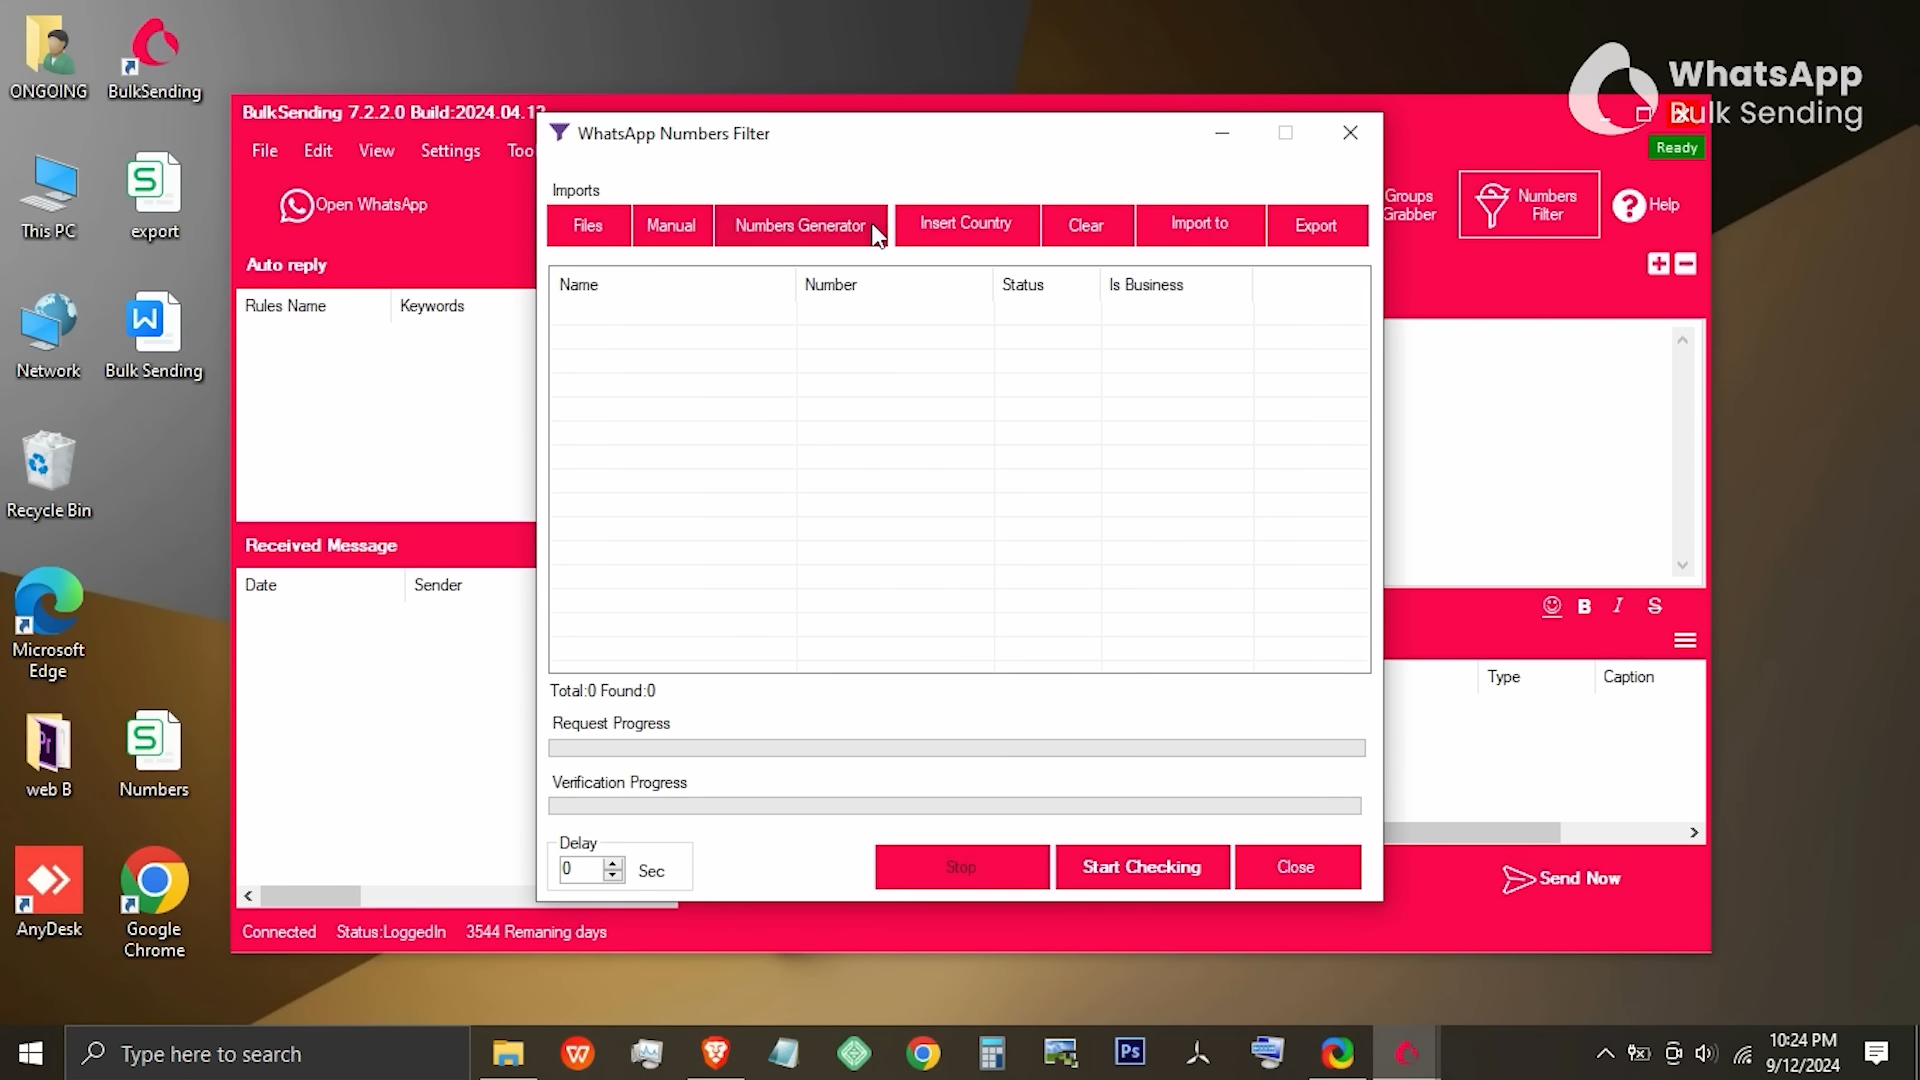 ONGOING
BulkSending
This PC
export
Network
Bulk Sending
Recycle Bin
Microsoft
Edge
web B
Numbers
AnyDesk
Google
Chrome
WhatsApp
Bulk Sending
BulkSending 7.2.2.0 Build:2024.04.12
Ready
File Edit View Settings Too
Open WhatsApp
Groups
Grabber
Numbers
Filter
Help
Auto reply
Rules Name Keywords
Received Message
Date Sender
WhatsApp Numbers Filter
Imports
Files Manual Numbers Generator Insert Country Clear Import to Export
Name Number Status Is Business
Total:0 Found:0
Request Progress
Verification Progress
Delay
0 Sec
Stop Start Checking Close
B I S
Type Caption
Send Now
Connected Status:LoggedIn 3544 Remaning days
Type here to search
W
Ps
10:24 PM
9/12/2024